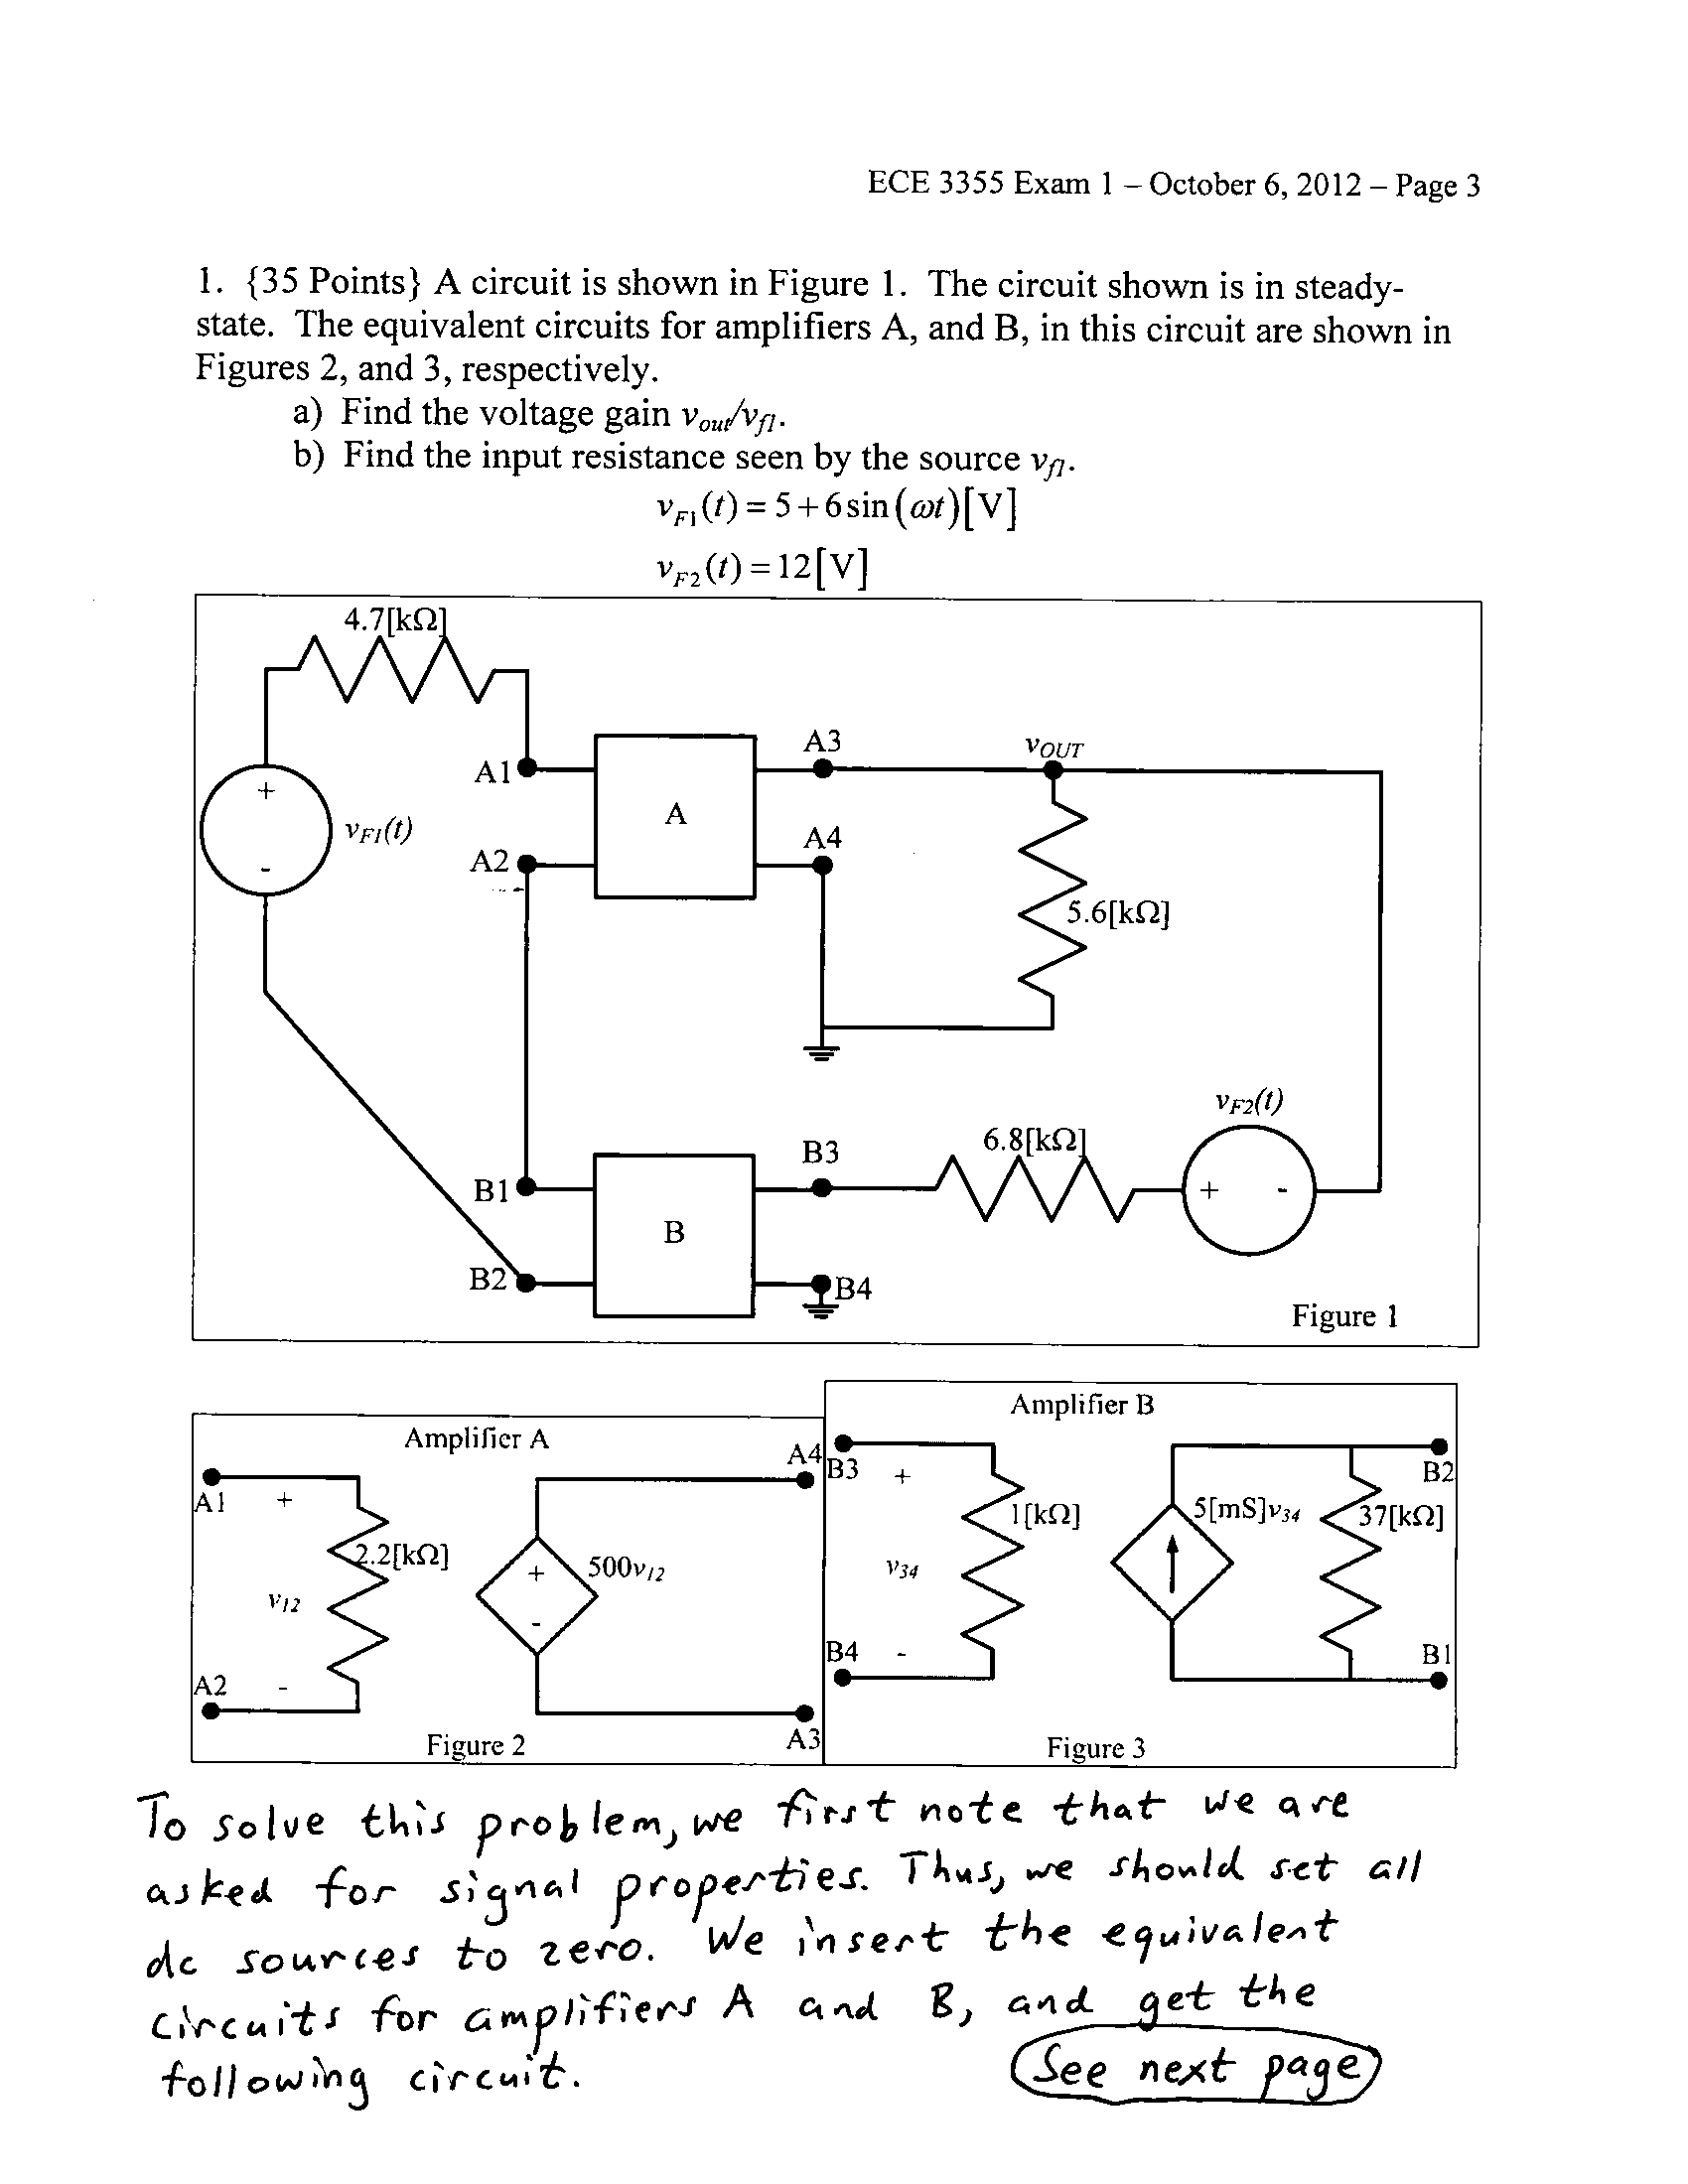 ECE 3355 Exam 1 – October 6, 2012 – Page 3
1. {35 Points} A circuit is shown in Figure 1. The circuit shown is in steady-
state. The equivalent circuits for amplifiers A, and B, in this circuit are shown in
Figures 2, and 3, respectively.
a) Find the voltage gain v_out/v_f1.
b) Find the input resistance seen by the source v_f1.
v_F1(t) = 5 + 6 sin(ωt)[V]
v_F2(t) = 12[V]
4.7[kΩ]
+
v_F1(t)
-
A1
A2
A
A3
A4
v_OUT
5.6[kΩ]
v_F2(t)
6.8[kΩ]
+ -
B1
B2
B
B3
B4
Figure 1
Amplifier A
A1
+
2.2[kΩ]
v_12
A2
-
+
500v_12
-
A4
A3
Figure 2
Amplifier B
B3
+
1[kΩ]
v_34
B4
-
5[mS]v_34
37[kΩ]
B2
B1
Figure 3
To solve this problem, we first note that we are
asked for signal properties. Thus, we should set all
dc sources to zero. We insert the equivalent
circuits for amplifiers A and B, and get the
following circuit.
See next page